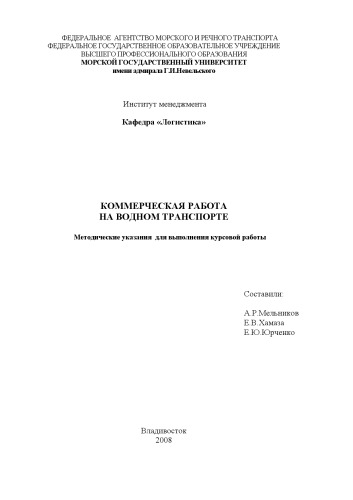 ФЕДЕРАЛЬНОЕ АГЕНТСТВО МОРСКОГО И РЕЧНОГО ТРАНСПОРТА
ФЕДЕРАЛЬНОЕ ГОСУДАРСТВЕННОЕ ОБРАЗОВАТЕЛЬНОЕ УЧРЕЖДЕНИЕ
ВЫСШЕГО ПРОФЕССИОНАЛЬНОГО ОБРАЗОВАНИЯ
МОРСКОЙ ГОСУДАРСТВЕННЫЙ УНИВЕРСИТЕТ
имени адмирала Г.И.Невельского
Институт менеджмента
Кафедра «Логистика»
КОММЕРЧЕСКАЯ РАБОТА
НА ВОДНОМ ТРАНСПОРТЕ
Методические указания для выполнения курсовой работы
Составили:
А.Р.Мельников
Е.В.Хамаза
Е.Ю.Юрченко
Владивосток
2008